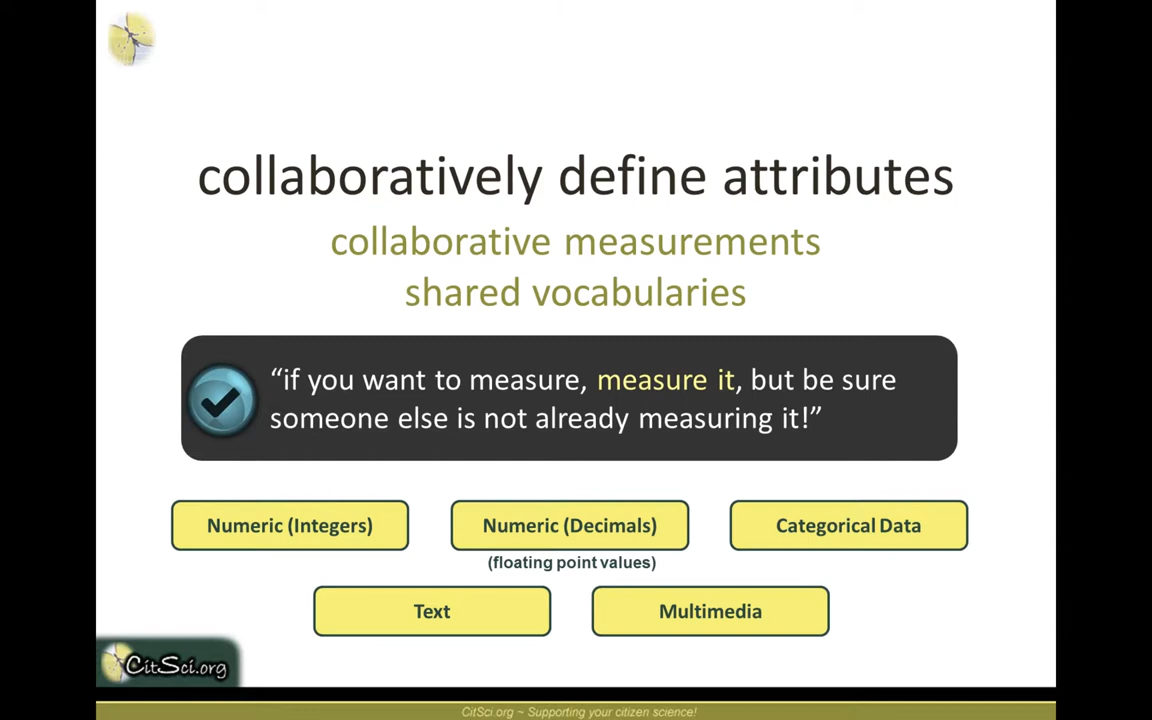 collaboratively define attributes
collaborative measurements
shared vocabularies
“if you want to measure, measure it, but be sure
someone else is not already measuring it!”
Numeric (Integers)
Numeric (Decimals)
Categorical Data
(floating point values)
Text
Multimedia
CitSci.org
CitSci.org ~ Supporting your citizen science!